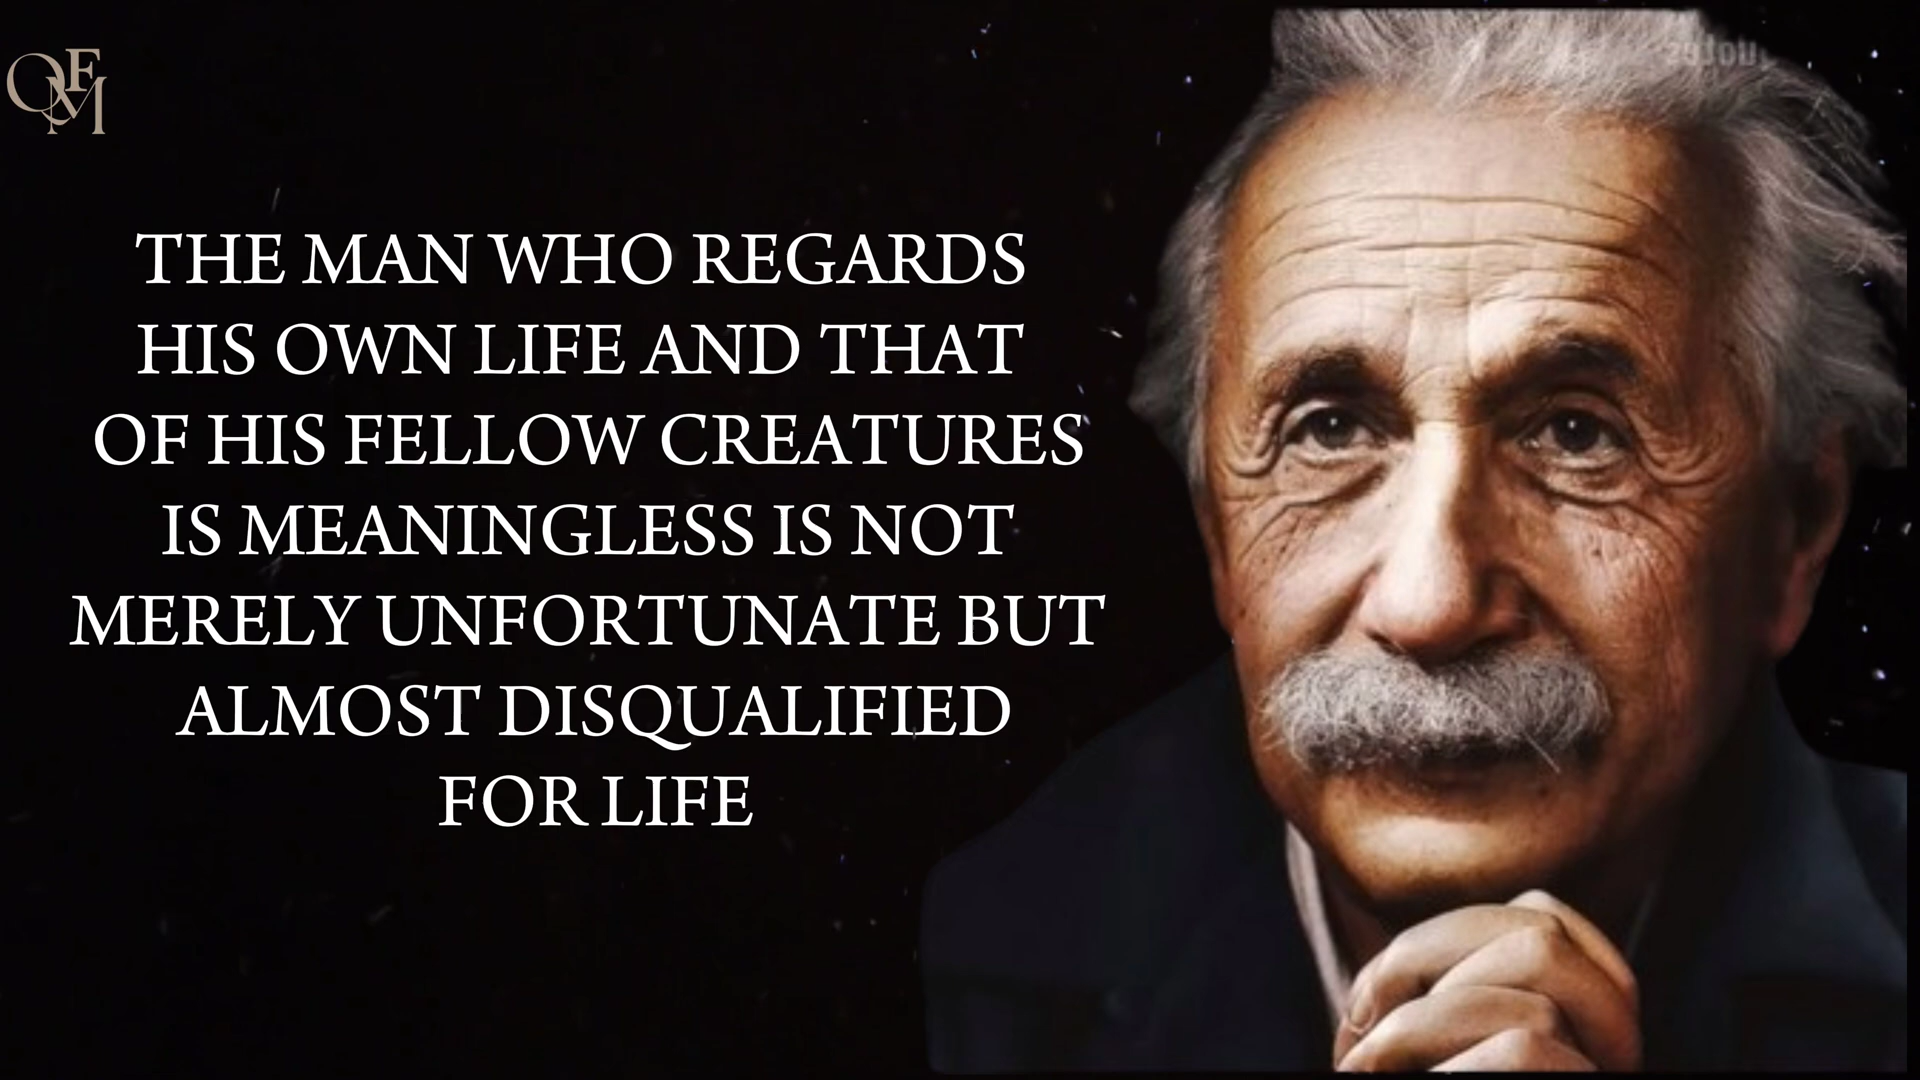 QFM
THE MAN WHO REGARDS
HIS OWN LIFE AND THAT
OF HIS FELLOW CREATURES
IS MEANINGLESS IS NOT
MERELY UNFORTUNATE BUT
ALMOST DISQUALIFIED
FOR LIFE